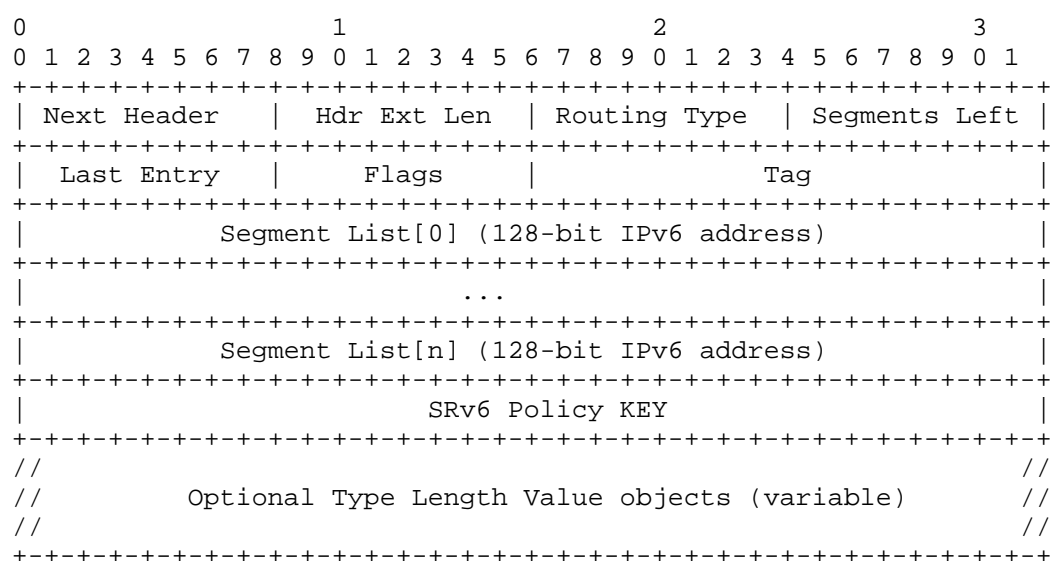 0                   1                   2                   3
0 1 2 3 4 5 6 7 8 9 0 1 2 3 4 5 6 7 8 9 0 1 2 3 4 5 6 7 8 9 0 1
+-+-+-+-+-+-+-+-+-+-+-+-+-+-+-+-+-+-+-+-+-+-+-+-+-+-+-+-+-+-+-+-+
| Next Header   |  Hdr Ext Len  | Routing Type  | Segments Left |
+-+-+-+-+-+-+-+-+-+-+-+-+-+-+-+-+-+-+-+-+-+-+-+-+-+-+-+-+-+-+-+-+
|  Last Entry   |     Flags     |              Tag              |
+-+-+-+-+-+-+-+-+-+-+-+-+-+-+-+-+-+-+-+-+-+-+-+-+-+-+-+-+-+-+-+-+
|            Segment List[0] (128-bit IPv6 address)             |
+-+-+-+-+-+-+-+-+-+-+-+-+-+-+-+-+-+-+-+-+-+-+-+-+-+-+-+-+-+-+-+-+
|                           ...                                 |
+-+-+-+-+-+-+-+-+-+-+-+-+-+-+-+-+-+-+-+-+-+-+-+-+-+-+-+-+-+-+-+-+
|            Segment List[n] (128-bit IPv6 address)             |
+-+-+-+-+-+-+-+-+-+-+-+-+-+-+-+-+-+-+-+-+-+-+-+-+-+-+-+-+-+-+-+-+
|                         SRv6 Policy KEY                       |
+-+-+-+-+-+-+-+-+-+-+-+-+-+-+-+-+-+-+-+-+-+-+-+-+-+-+-+-+-+-+-+-+
//                                                             //
//         Optional Type Length Value objects (variable)       //
//                                                             //
+-+-+-+-+-+-+-+-+-+-+-+-+-+-+-+-+-+-+-+-+-+-+-+-+-+-+-+-+-+-+-+-+